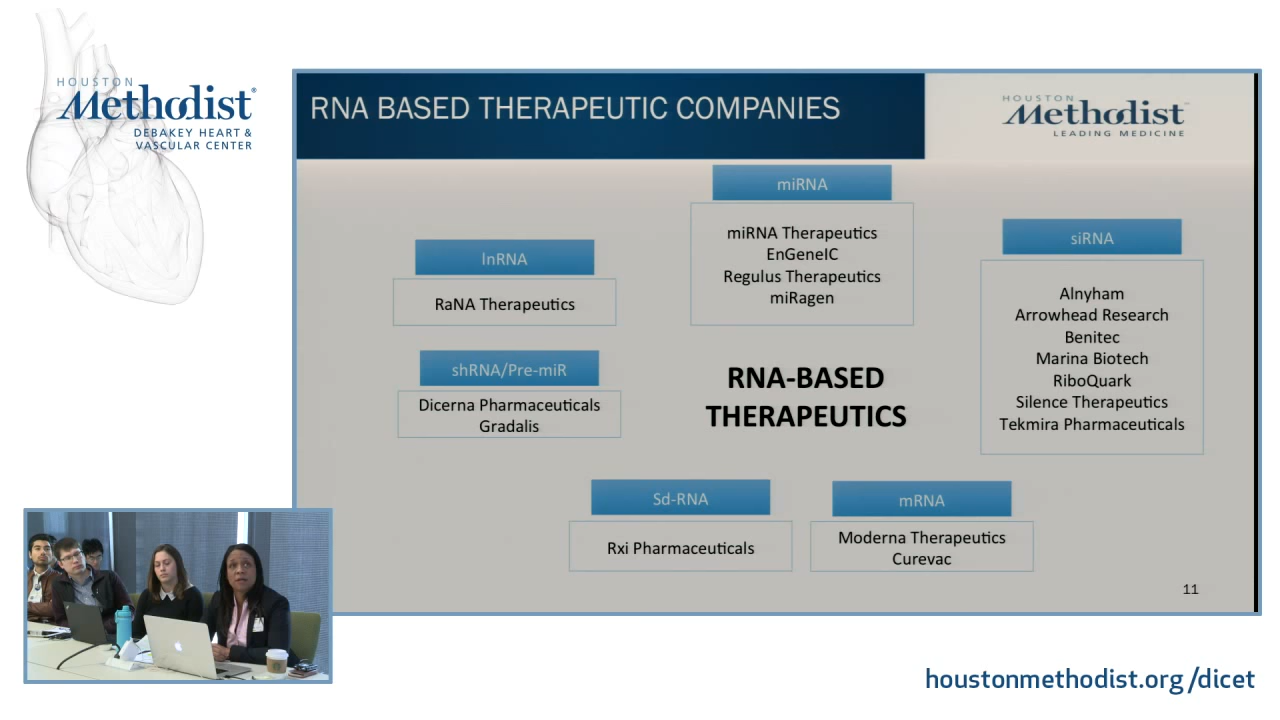 HOUSTON
Methodist®
DEBAKEY HEART &
VASCULAR CENTER
RNA BASED THERAPEUTIC COMPANIES
HOUSTON
Methodist
LEADING MEDICINE
miRNA
miRNA Therapeutics
EnGeneIC
Regulus Therapeutics
miRagen
siRNA
Alnyham
Arrowhead Research
Benitec
Marina Biotech
RiboQuark
Silence Therapeutics
Tekmira Pharmaceuticals
lnRNA
RaNA Therapeutics
shRNA/Pre-miR
Dicerna Pharmaceuticals
Gradalis
RNA-BASED
THERAPEUTICS
Sd-RNA
Rxi Pharmaceuticals
mRNA
Moderna Therapeutics
Curevac
11
houstonmethodist.org/dicet